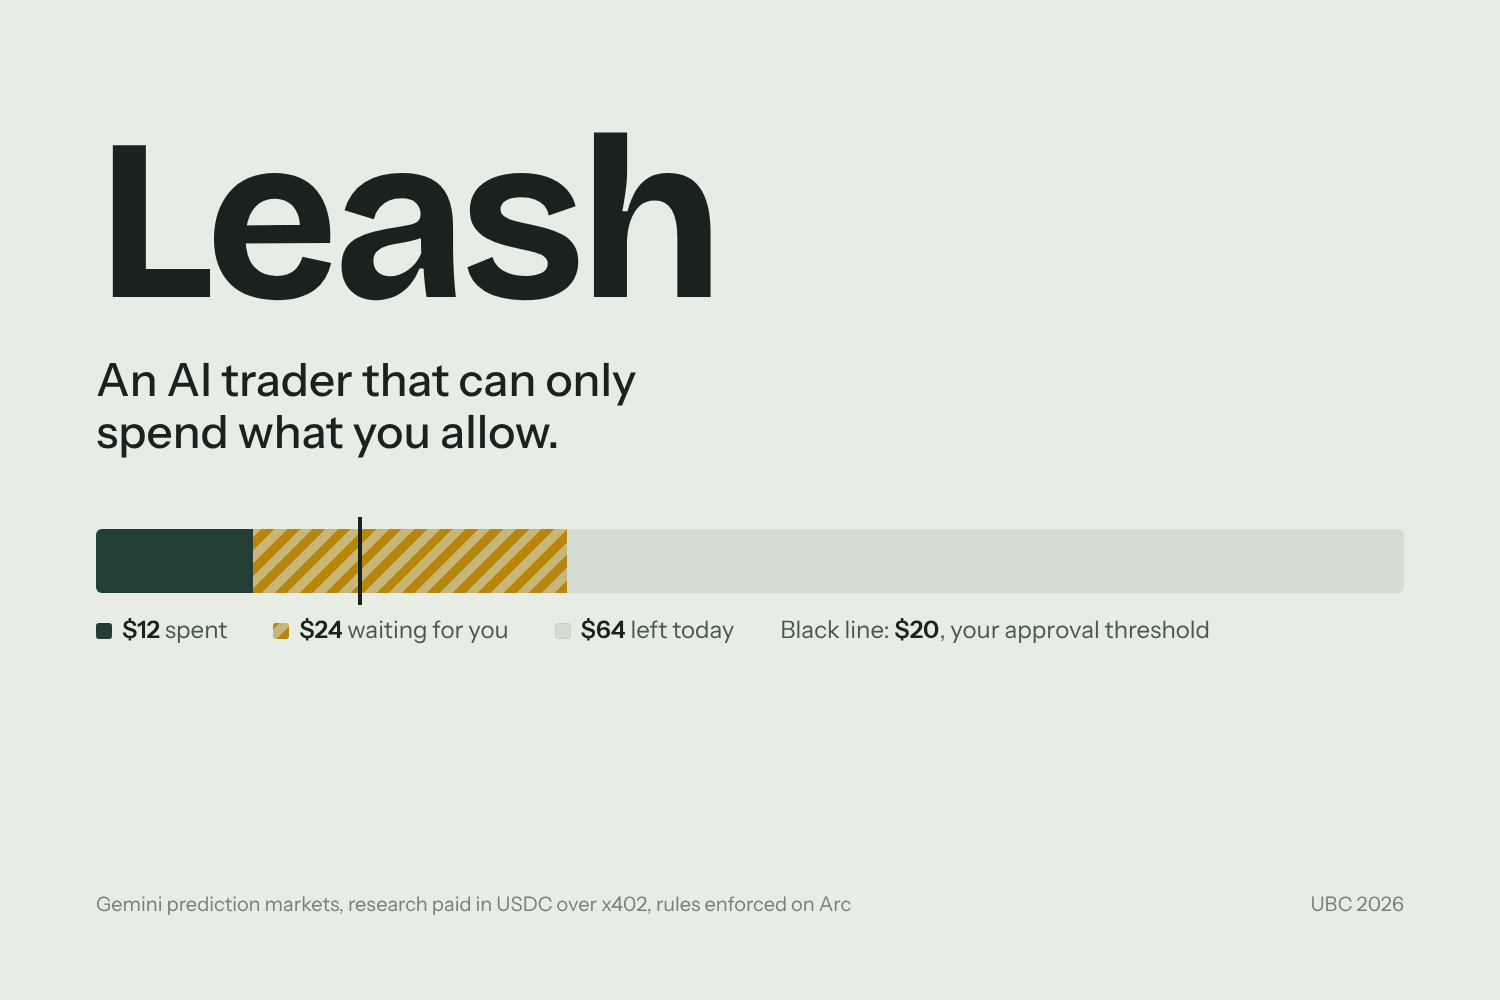 Leash
An AI trader that can only
spend what you allow.
$12 spent $24 waiting for you $64 left today Black line: $20, your approval threshold
Gemini prediction markets, research paid in USDC over x402, rules enforced on Arc UBC 2026